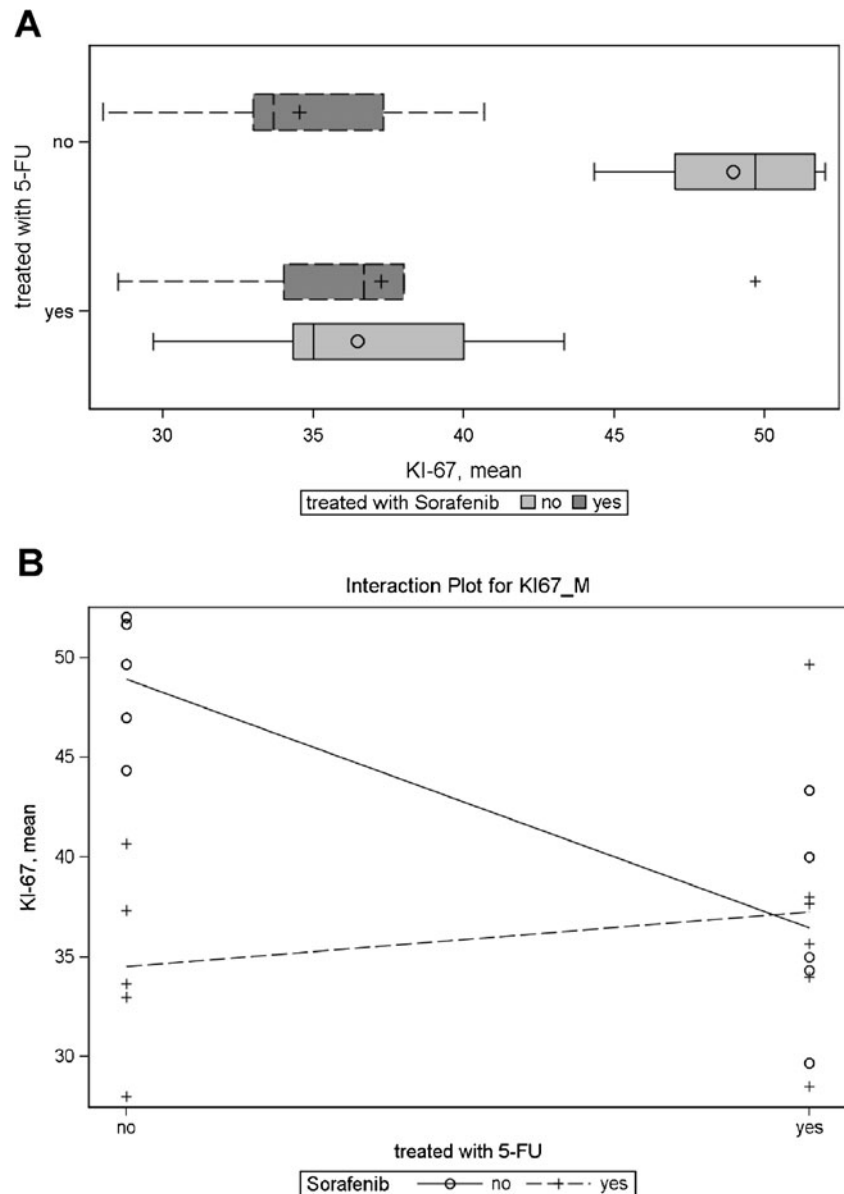 A
treated with 5-FU
no
yes
30 35 40 45 50
KI-67, mean
treated with Sorafenib no yes
B
Interaction Plot for KI67_M
KI-67, mean
50
45
40
35
30
no yes
treated with 5-FU
Sorafenib no yes